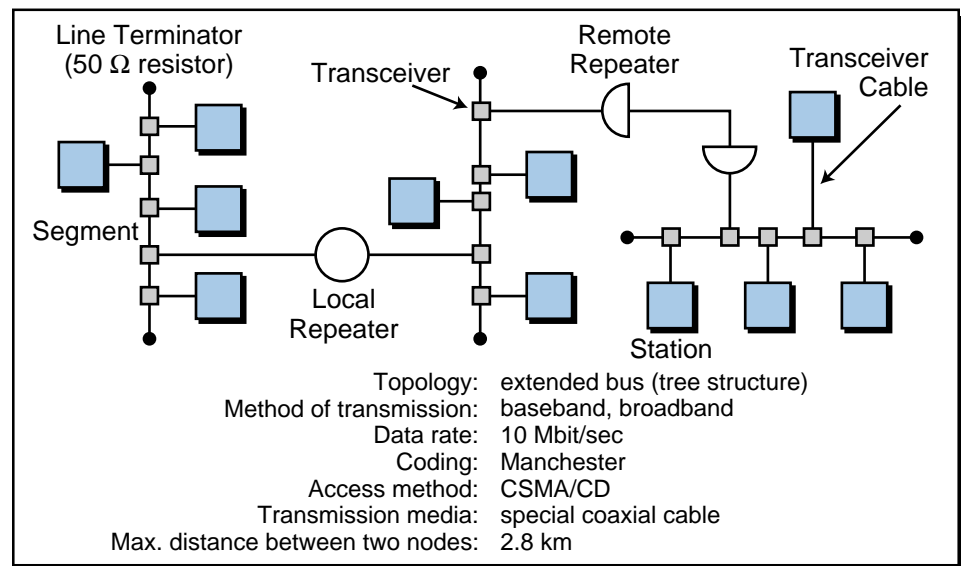 Line Terminator
(50 Ω resistor)
Transceiver
Remote
Repeater
Transceiver
Cable
Segment
Local
Repeater
Station
Topology: extended bus (tree structure)
Method of transmission: baseband, broadband
Data rate: 10 Mbit/sec
Coding: Manchester
Access method: CSMA/CD
Transmission media: special coaxial cable
Max. distance between two nodes: 2.8 km